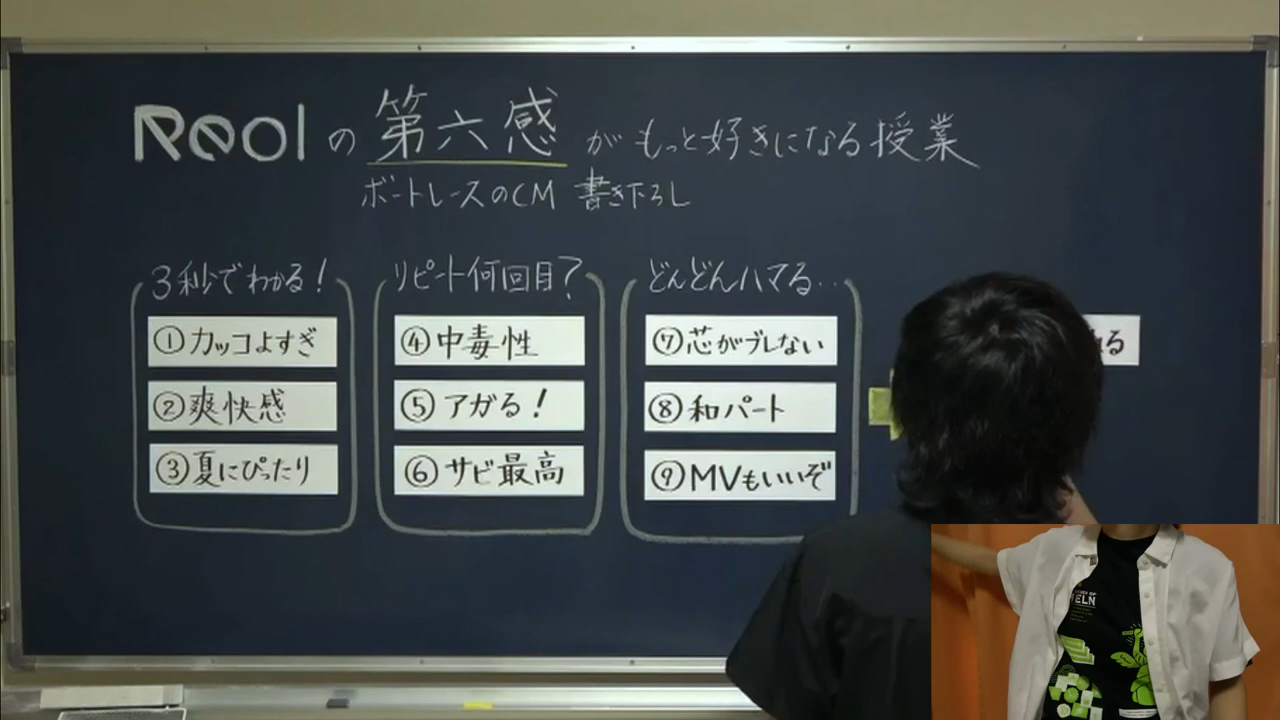 Reolの第六感がもっと好きになる授業
ボートレースのCM 書き下ろし
3秒でわかる!
①カッコよすぎ
②爽快感
③夏にぴったり
リピート何回目?
④中毒性
⑤アガる!
⑥サビ最高
どんどんハマる...
⑦芯がブレない
⑧和パート
⑨MVもいいぞ
る
ELN